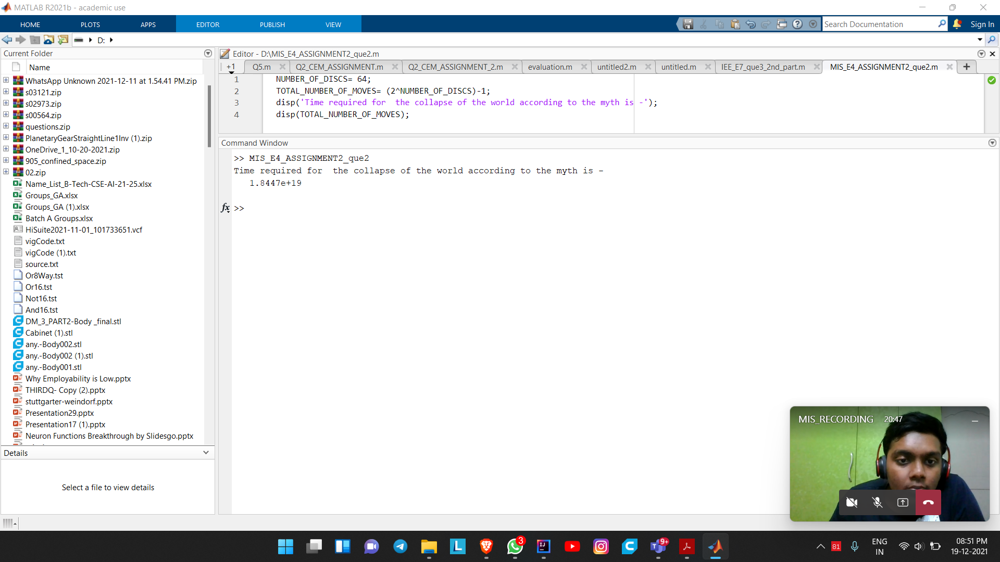 MATLAB R2021b - academic use
HOME PLOTS APPS EDITOR PUBLISH VIEW Search Documentation Sign In
D:
Current Folder
Name
WhatsApp Unknown 2021-12-11 at 1.54.41 PM.zip
s03121.zip
s02973.zip
s00564.zip
questions.zip
PlanetaryGearStraightLine1Inv (1).zip
OneDrive_1_10-20-2021.zip
905_confined_space.zip
02.zip
Name_List_B-Tech-CSE-AI-21-25.xlsx
Groups_GA.xlsx
Groups_GA (1).xlsx
Batch A Groups.xlsx
HiSuite2021-11-01_101733651.vcf
vigCode.txt
vigCode (1).txt
source.txt
Or8Way.tst
Or16.tst
Not16.tst
And16.tst
DM_3_PART2-Body _final.stl
Cabinet (1).stl
any.-Body002.stl
any.-Body002 (1).stl
any.-Body001.stl
Why Employability is Low.pptx
THIRDQ- Copy (2).pptx
stuttgarter-weindorf.pptx
Presentation29.pptx
Presentation17 (1).pptx
Neuron Functions Breakthrough by Slidesgo.pptx
Details
Select a file to view details
Editor - D:\MIS_E4_ASSIGNMENT2_que2.m
+1 Q5.m Q2_CEM_ASSIGNMENT.m Q2_CEM_ASSIGNMENT_2.m evaluation.m untitled2.m untitled.m IEE_E7_que3_2nd_part.m MIS_E4_ASSIGNMENT2_que2.m
1 NUMBER_OF_DISCS= 64;
2 TOTAL_NUMBER_OF_MOVES= (2^NUMBER_OF_DISCS)-1;
3 disp('Time required for  the collapse of the world according to the myth is -');
4 disp(TOTAL_NUMBER_OF_MOVES);
Command Window
>> MIS_E4_ASSIGNMENT2_que2
Time required for  the collapse of the world according to the myth is -
1.8447e+19
fx >>
MIS_RECORDING 20:47
3
9+
81
ENG
IN
08:51 PM
19-12-2021